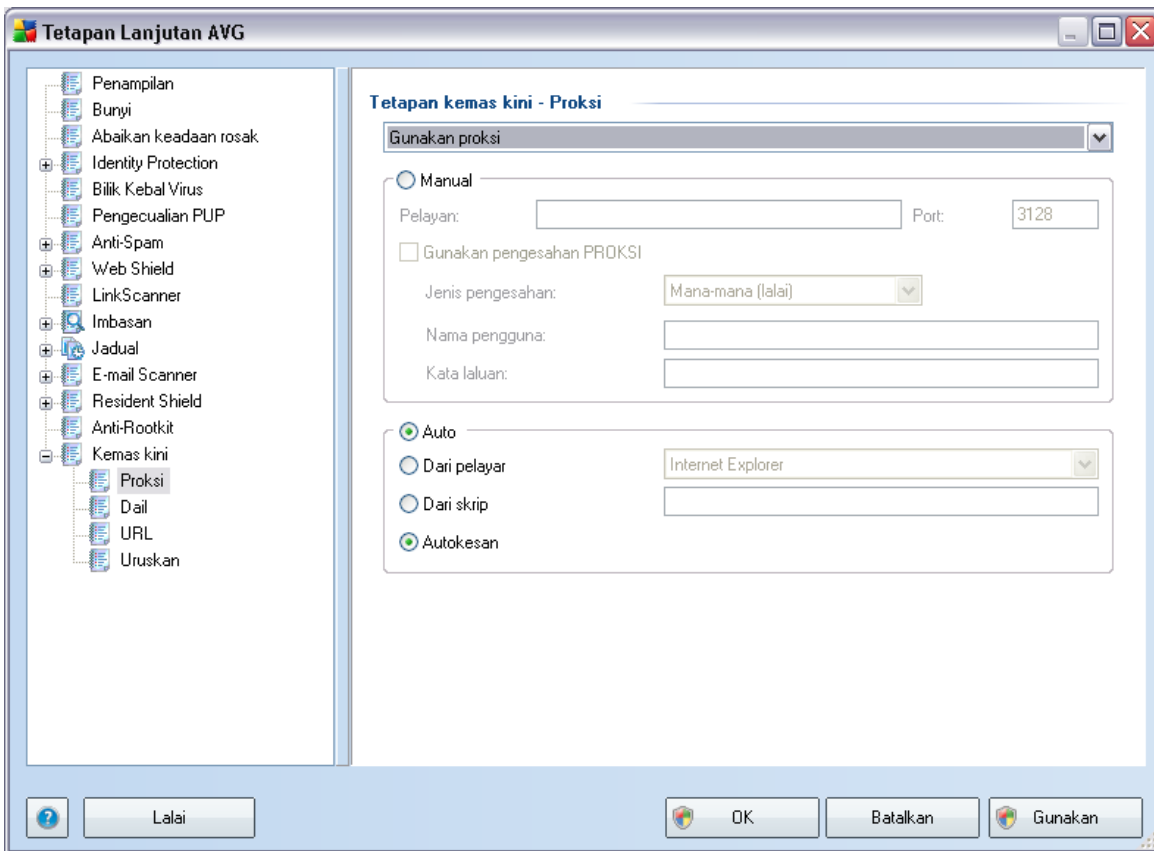 Tetapan Lanjutan AVG
Penampilan
Bunyi
Abaikan keadaan rosak
Identity Protection
Bilik Kebal Virus
Pengecualian PUP
Anti-Spam
Web Shield
LinkScanner
Imbasan
Jadual
E-mail Scanner
Resident Shield
Anti-Rootkit
Kemas kini
Proksi
Dail
URL
Uruskan
Tetapan kemas kini - Proksi
Gunakan proksi
Manual
Pelayan: Port: 3128
Gunakan pengesahan PROKSI
Jenis pengesahan: Mana-mana (lalai)
Nama pengguna:
Kata laluan:
Auto
Dari pelayar Internet Explorer
Dari skrip
Autokesan
? Lalai OK Batalkan Gunakan